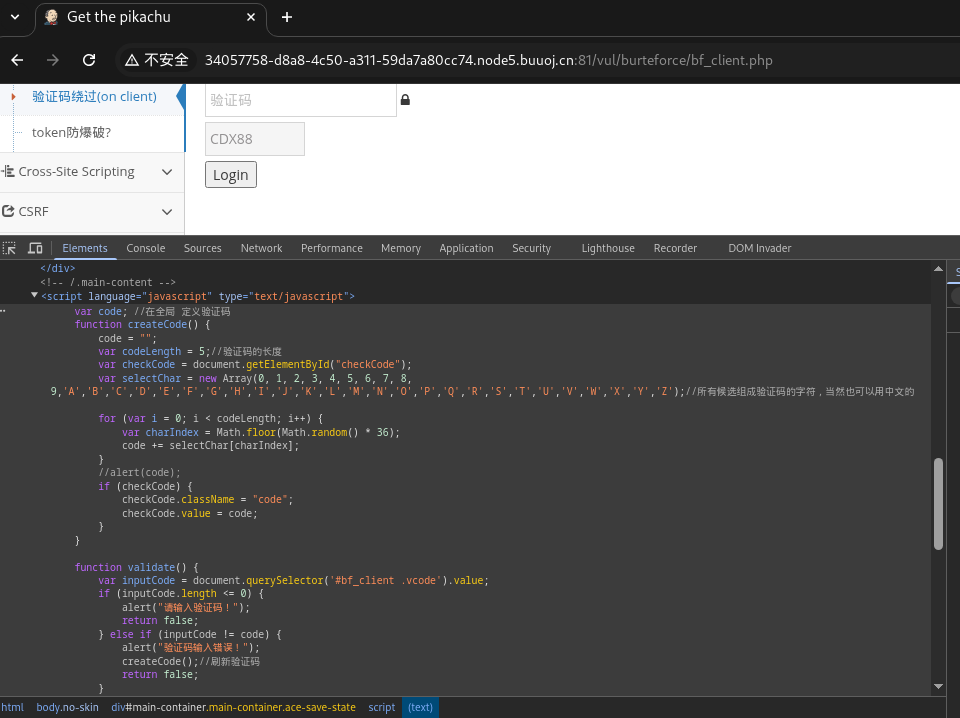 Get the pikachu
不安全 34057758-d8a8-4c50-a311-59da7a80cc74.node5.buuoj.cn:81/vul/burteforce/bf_client.php
验证码绕过(on client)
验证码
token防爆破?
CDX88
Cross-Site Scripting
Login
CSRF
Elements Console Sources Network Performance Memory Application Security Lighthouse Recorder DOM Invader
</div>
<!-- /.main-content -->
<script language="javascript" type="text/javascript">
var code; //在全局 定义验证码
function createCode() {
code = "";
var codeLength = 5;//验证码的长度
var checkCode = document.getElementById("checkCode");
var selectChar = new Array(0, 1, 2, 3, 4, 5, 6, 7, 8,
9,'A','B','C','D','E','F','G','H','I','J','K','L','M','N','O','P','Q','R','S','T','U','V','W','X','Y','Z');//所有候选组成验证码的字符，当然也可以用中文的
for (var i = 0; i < codeLength; i++) {
var charIndex = Math.floor(Math.random() * 36);
code += selectChar[charIndex];
}
//alert(code);
if (checkCode) {
checkCode.className = "code";
checkCode.value = code;
}
}
function validate() {
var inputCode = document.querySelector('#bf_client .vcode').value;
if (inputCode.length <= 0) {
alert("请输入验证码！");
return false;
} else if (inputCode != code) {
alert("验证码输入错误！");
createCode();//刷新验证码
return false;
}
html body.no-skin div#main-container.main-container.ace-save-state script (text)